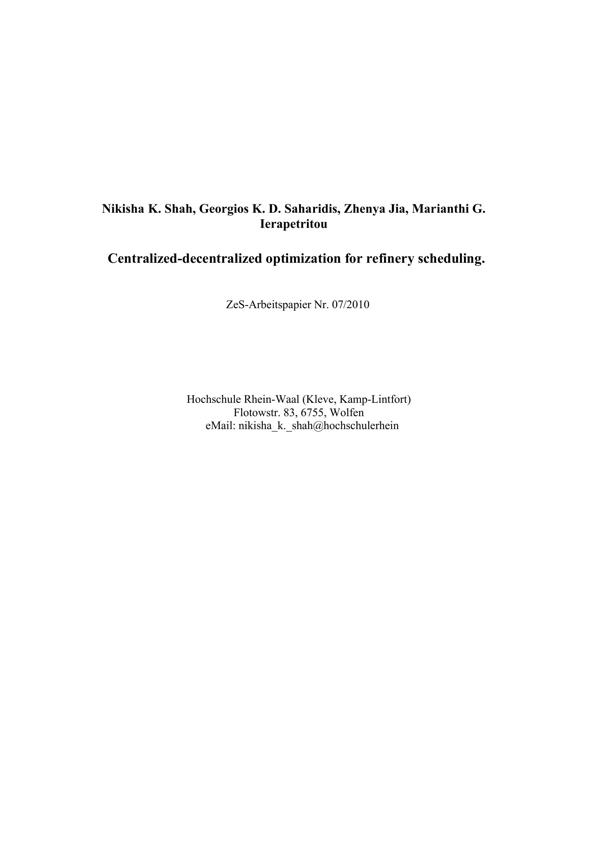 Nikisha K. Shah, Georgios K. D. Saharidis, Zhenya Jia, Marianthi G.
Ierapetritou
Centralized-decentralized optimization for refinery scheduling.
ZeS-Arbeitspapier Nr. 07/2010
Hochschule Rhein-Waal (Kleve, Kamp-Lintfort)
Flotowstr. 83, 6755, Wolfen
eMail: nikisha_k._shah@hochschulerhein